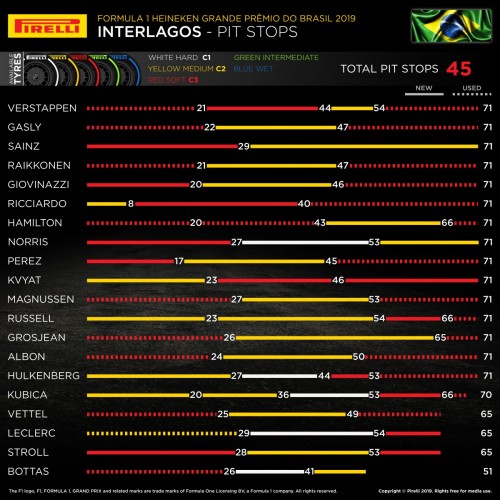 PIRELLI
FORMULA 1 HEINEKEN GRANDE PRÊMIO DO BRASIL 2019
INTERLAGOS - PIT STOPS
AVAILABLE TYRES
WHITE HARD C1
YELLOW MEDIUM C2
RED SOFT C3
GREEN INTERMEDIATE
BLUE WET
TOTAL PIT STOPS 45
NEW USED
VERSTAPPEN 21 44 54 71
GASLY 22 47 71
SAINZ 29 71
RAIKKONEN 21 47 71
GIOVINAZZI 20 46 71
RICCIARDO 8 40 71
HAMILTON 20 43 66 71
NORRIS 27 53 71
PEREZ 17 45 71
KVYAT 23 46 71
MAGNUSSEN 27 53 71
RUSSELL 23 54 66 71
GROSJEAN 26 65 71
ALBON 24 50 71
HULKENBERG 27 44 53 71
KUBICA 20 36 53 66 70
VETTEL 25 49 65
LECLERC 29 54 65
STROLL 28 53 65
BOTTAS 26 41 51
The F1 logo, F1, FORMULA 1, GRAND PRIX and related marks are trade marks of Formula One Licensing BV, a Formula 1 company. All rights reserved.
Copyright © Pirelli 2019. Rights free for media use only.